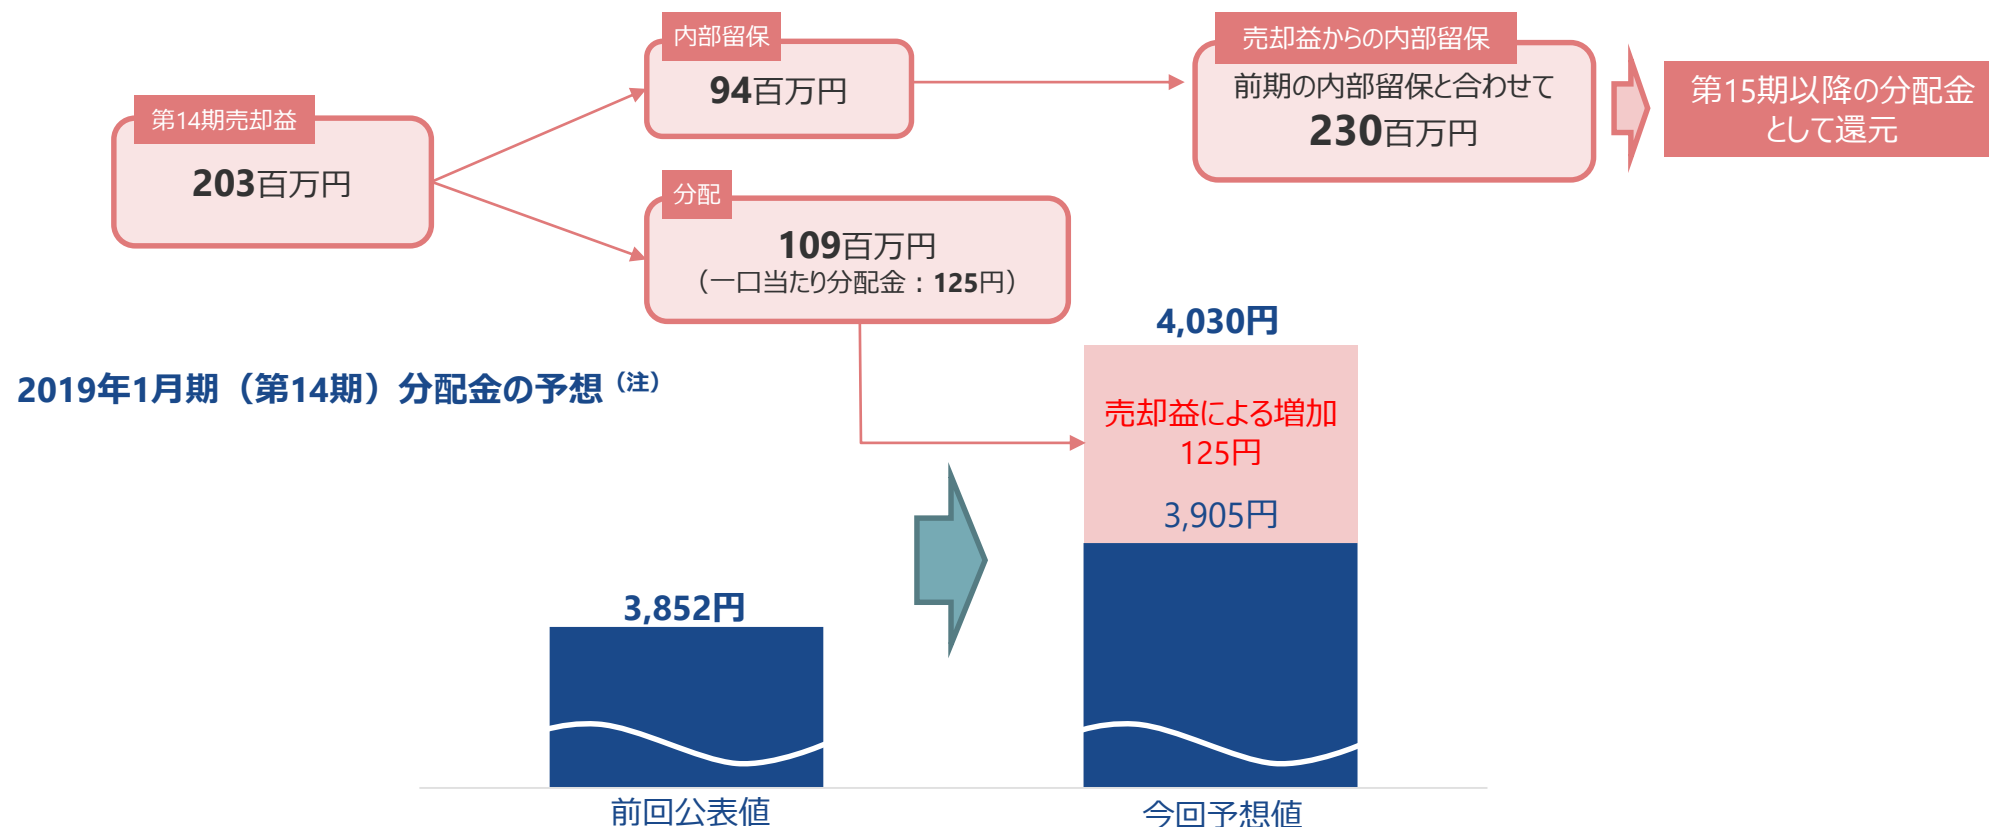 第14期売却益
203百万円
内部留保
94百万円
売却益からの内部留保
前期の内部留保と合わせて
230百万円
第15期以降の分配金
として還元
分配
109百万円
（一口当たり分配金：125円）
2019年1月期（第14期）分配金の予想（注）
4,030円
売却益による増加
125円
3,905円
3,852円
前回公表値
今回予想値